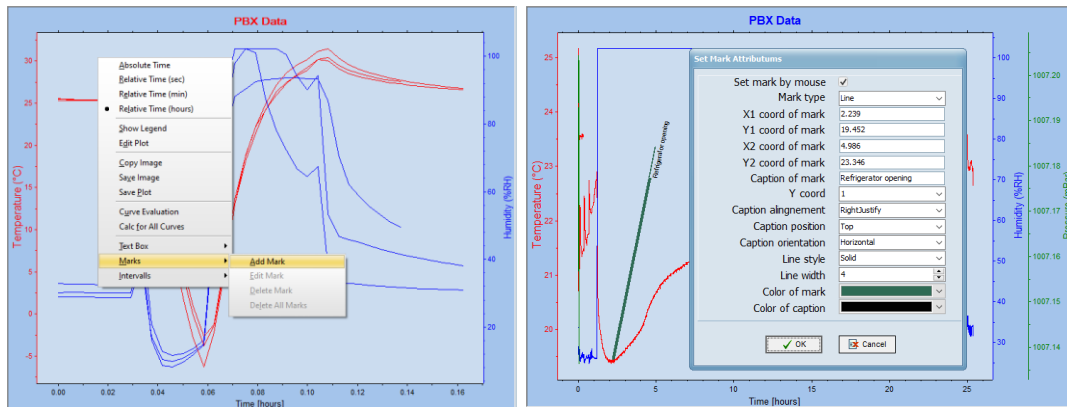 PBX Data
35
30
25
20
15
10
5
0
-5
Temperature (°C)
Absolute Time
Relative Time (sec)
Relative Time (min)
Relative Time (hours)
Show Legend
Edit Plot
Copy Image
Save Image
Save Plot
Curve Evaluation
Calc for All Curves
Text Box
Marks
Intervalls
Add Mark
Edit Mark
Delete Mark
Delete All Marks
100
80
60
40
20
Humidity (%RH)
0.00
0.02
0.04
0.06
0.08
0.10
0.12
0.14
0.16
Time [hours]
PBX Data
25
24
23
22
21
20
Temperature (°C)
Refrigerator opening
Set Mark Attributums
Set mark by mouse
Mark type Line
X1 coord of mark 2.239
Y1 coord of mark 19.452
X2 coord of mark 4.986
Y2 coord of mark 23.346
Caption of mark Refrigerator opening
Y coord 1
Caption alingnement RightJustify
Caption position Top
Caption orientation Horizontal
Line style Solid
Line width 4
Color of mark
Color of caption
OK
Cancel
100
90
80
70
60
50
40
30
Humidity (%RH)
1007.20
1007.19
1007.18
1007.17
1007.16
1007.15
1007.14
0
5
10
15
20
25
Time [hours]